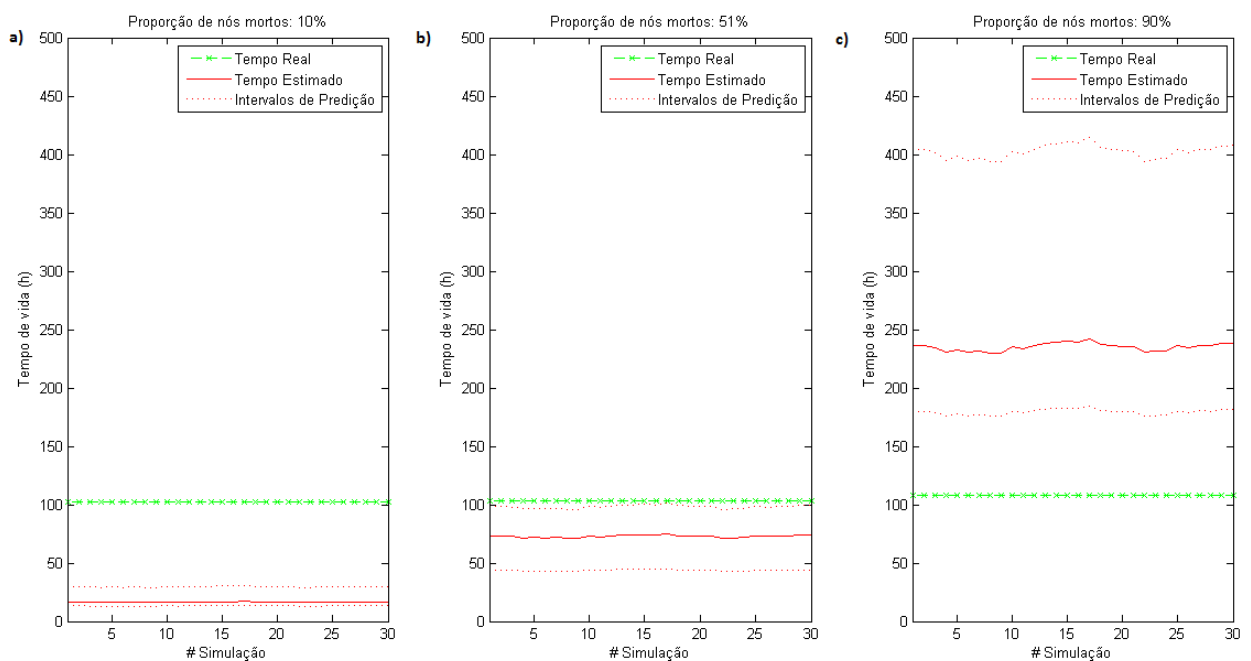 a)
Proporção de nós mortos: 10%
Tempo Real
Tempo Estimado
Intervalos de Predição
Tempo de vida (h)
500
450
400
350
300
250
200
150
100
50
0
5 10 15 20 25 30
# Simulação
b)
Proporção de nós mortos: 51%
Tempo Real
Tempo Estimado
Intervalos de Predição
Tempo de vida (h)
500
450
400
350
300
250
200
150
100
50
0
5 10 15 20 25 30
# Simulação
c)
Proporção de nós mortos: 90%
Tempo Real
Tempo Estimado
Intervalos de Predição
Tempo de vida (h)
500
450
400
350
300
250
200
150
100
50
0
5 10 15 20 25 30
# Simulação